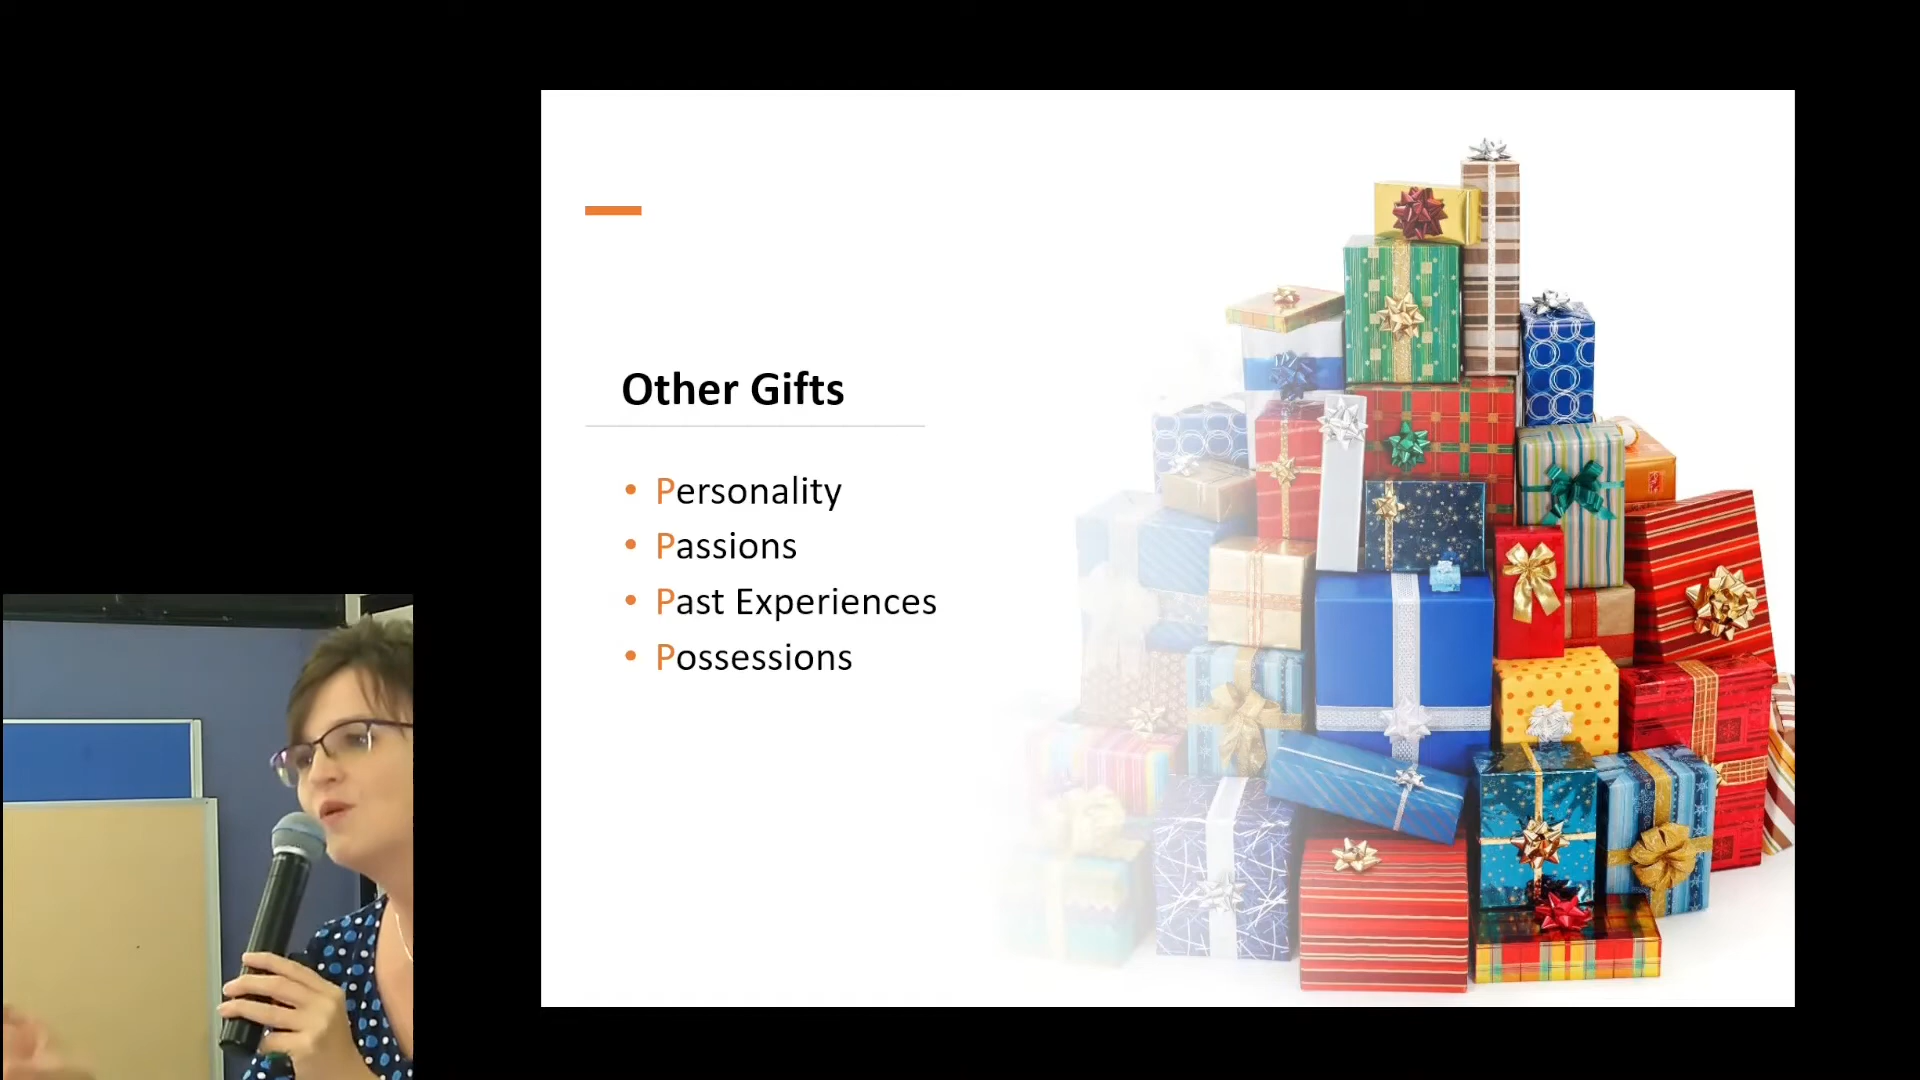 Other Gifts
• Personality
• Passions
• Past Experiences
• Possessions